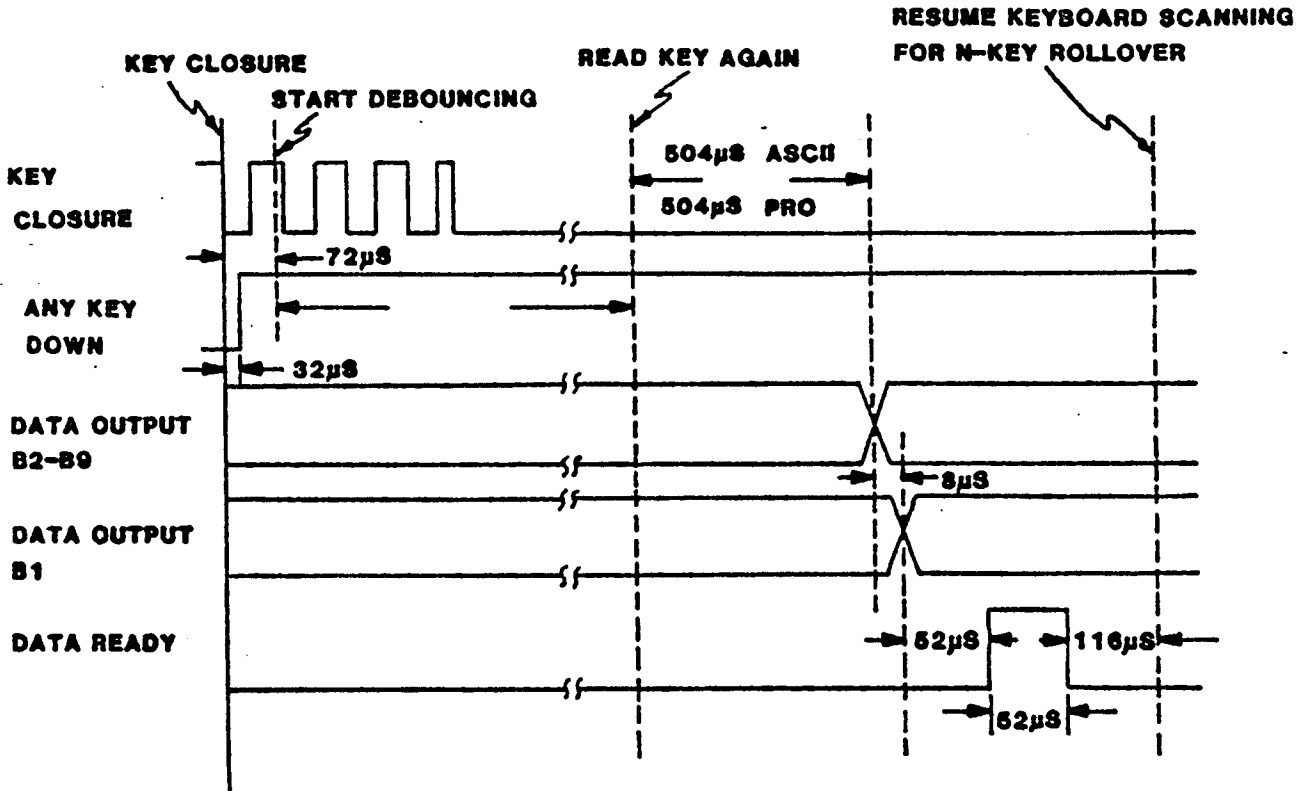 RESUME KEYBOARD SCANNING
FOR N-KEY ROLLOVER
KEY CLOSURE
READ KEY AGAIN
START DEBOUNCING
504µS ASCII
504µS PRO
KEY
CLOSURE
72µS
ANY KEY
DOWN
32µS
DATA OUTPUT
B2-B9
8µS
DATA OUTPUT
B1
DATA READY
52µS
116µS
52µS